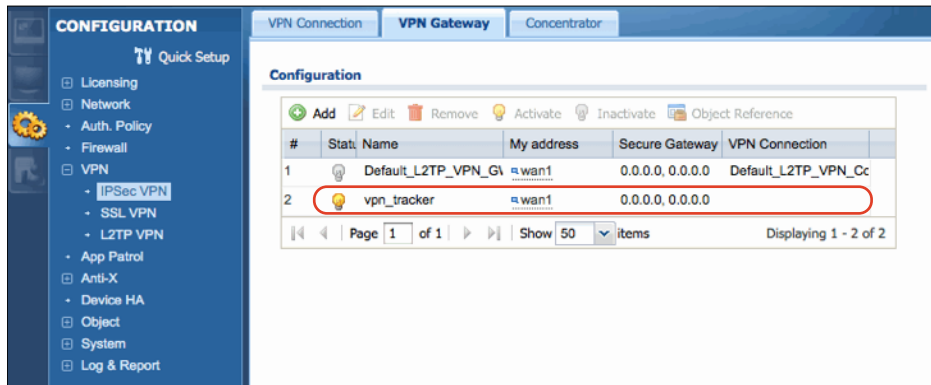 CONFIGURATION
Quick Setup
Licensing
Network
Auth. Policy
Firewall
VPN
IPSec VPN
SSL VPN
L2TP VPN
App Patrol
Anti-X
Device HA
Object
System
Log & Report
VPN Connection VPN Gateway Concentrator
Configuration
Add Edit Remove Activate Inactivate Object Reference
# Statu Name My address Secure Gateway VPN Connection
1 Default_L2TP_VPN_GW wan1 0.0.0.0, 0.0.0.0 Default_L2TP_VPN_Cc
2 vpn_tracker wan1 0.0.0.0, 0.0.0.0
Page 1 of 1 Show 50 items Displaying 1 - 2 of 2